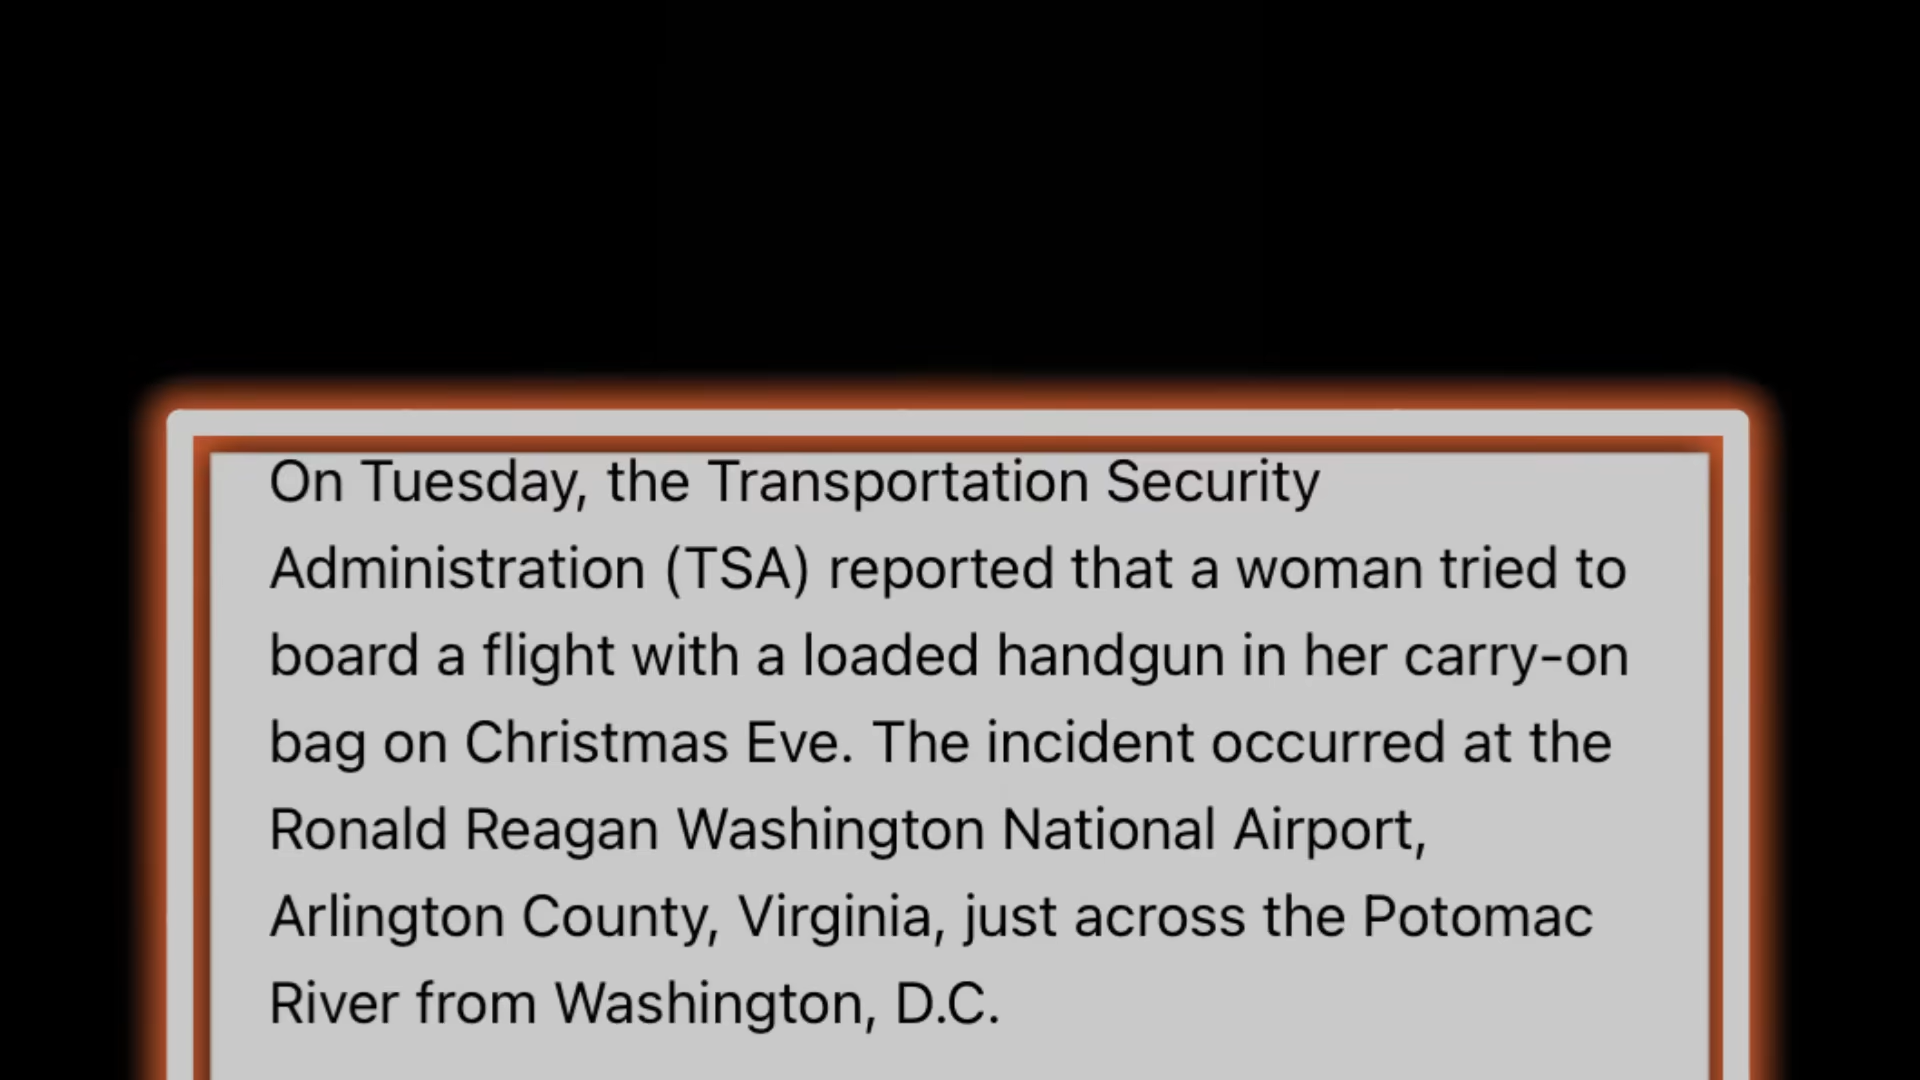 On Tuesday, the Transportation Security
Administration (TSA) reported that a woman tried to
board a flight with a loaded handgun in her carry-on
bag on Christmas Eve. The incident occurred at the
Ronald Reagan Washington National Airport,
Arlington County, Virginia, just across the Potomac
River from Washington, D.C.